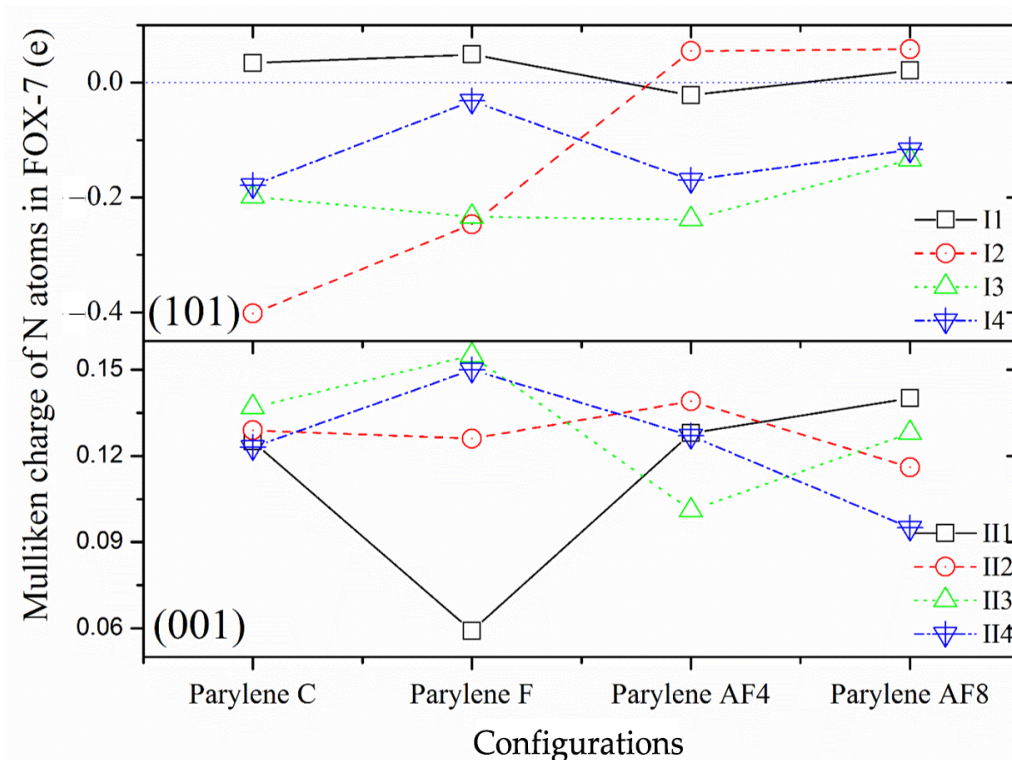 Mulliken charge of N atoms in FOX-7 (e)
0.0
−0.2
−0.4
(101)
I1
I2
I3
I4
0.15
0.12
0.09
0.06
(001)
II1
II2
II3
II4
Parylene C Parylene F Parylene AF4 Parylene AF8
Configurations